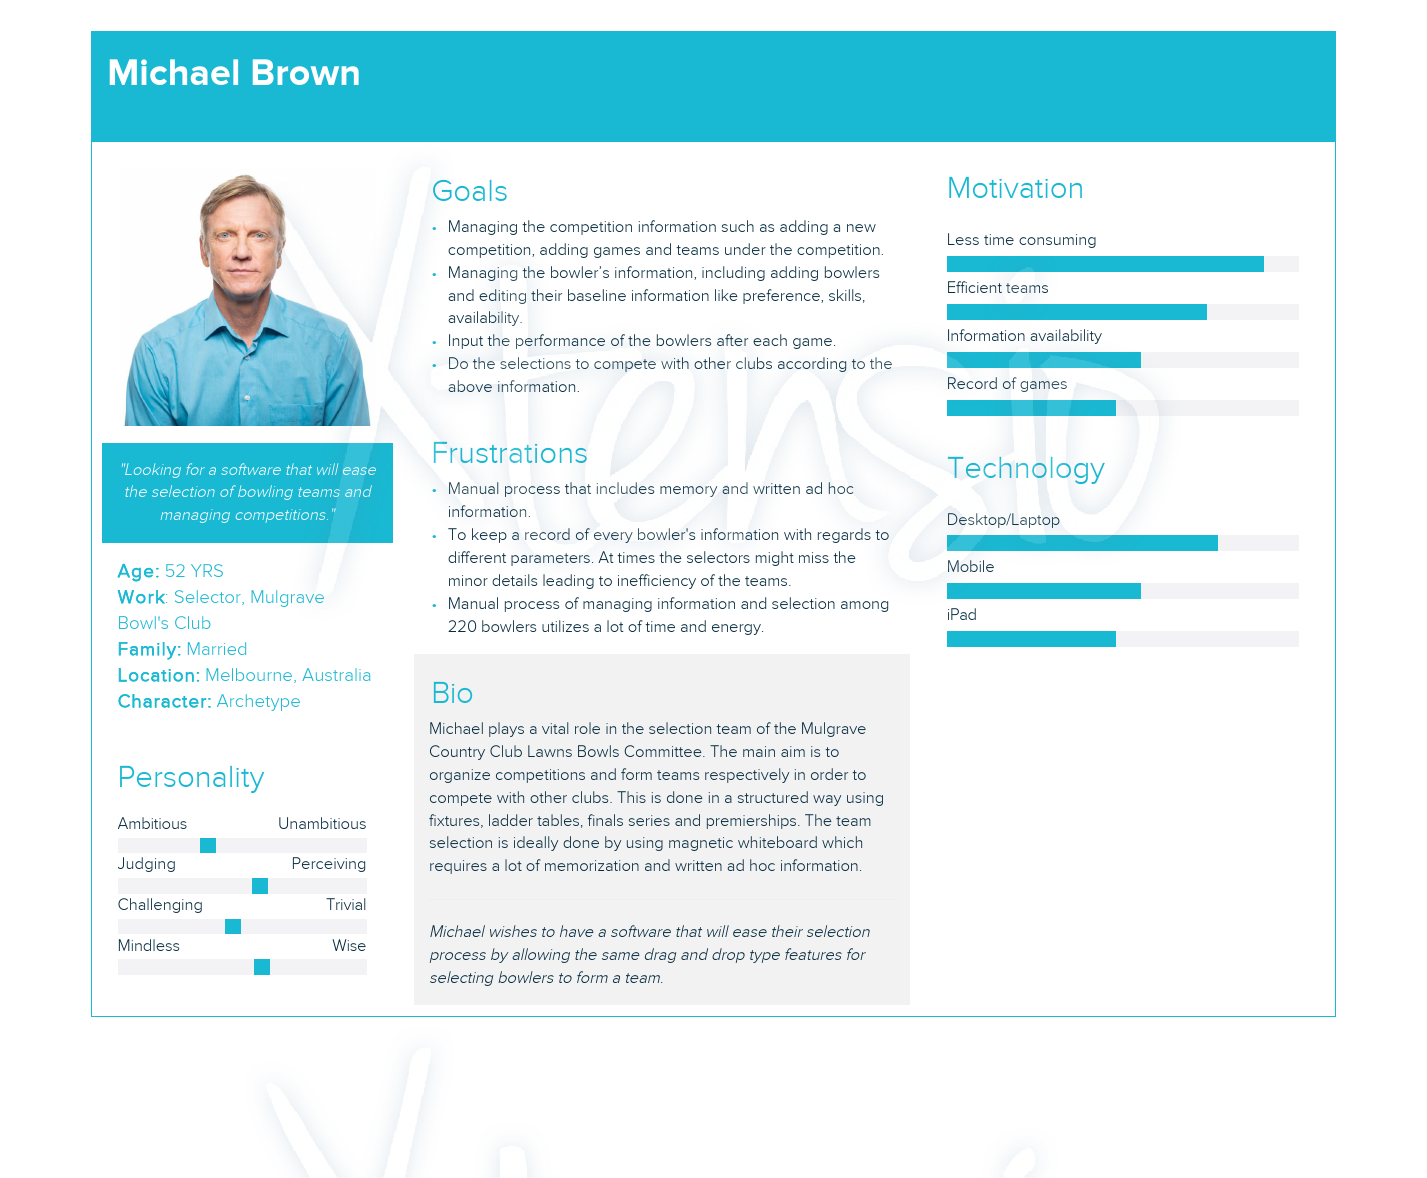 Michael Brown
"Looking for a software that will ease
the selection of bowling teams and
managing competitions."
Age: 52 YRS
Work: Selector, Mulgrave
Bowl's Club
Family: Married
Location: Melbourne, Australia
Character: Archetype
Personality
Ambitious Unambitious
Judging Perceiving
Challenging Trivial
Mindless Wise
Goals
• Managing the competition information such as adding a new
competition, adding games and teams under the competition.
• Managing the bowler’s information, including adding bowlers
and editing their baseline information like preference, skills,
availability.
• Input the performance of the bowlers after each game.
• Do the selections to compete with other clubs according to the
above information.
Frustrations
• Manual process that includes memory and written ad hoc
information.
• To keep a record of every bowler's information with regards to
different parameters. At times the selectors might miss the
minor details leading to inefficiency of the teams.
• Manual process of managing information and selection among
220 bowlers utilizes a lot of time and energy.
Bio
Michael plays a vital role in the selection team of the Mulgrave
Country Club Lawns Bowls Committee. The main aim is to
organize competitions and form teams respectively in order to
compete with other clubs. This is done in a structured way using
fixtures, ladder tables, finals series and premierships. The team
selection is ideally done by using magnetic whiteboard which
requires a lot of memorization and written ad hoc information.
Michael wishes to have a software that will ease their selection
process by allowing the same drag and drop type features for
selecting bowlers to form a team.
Motivation
Less time consuming
Efficient teams
Information availability
Record of games
Technology
Desktop/Laptop
Mobile
iPad
Xtensio